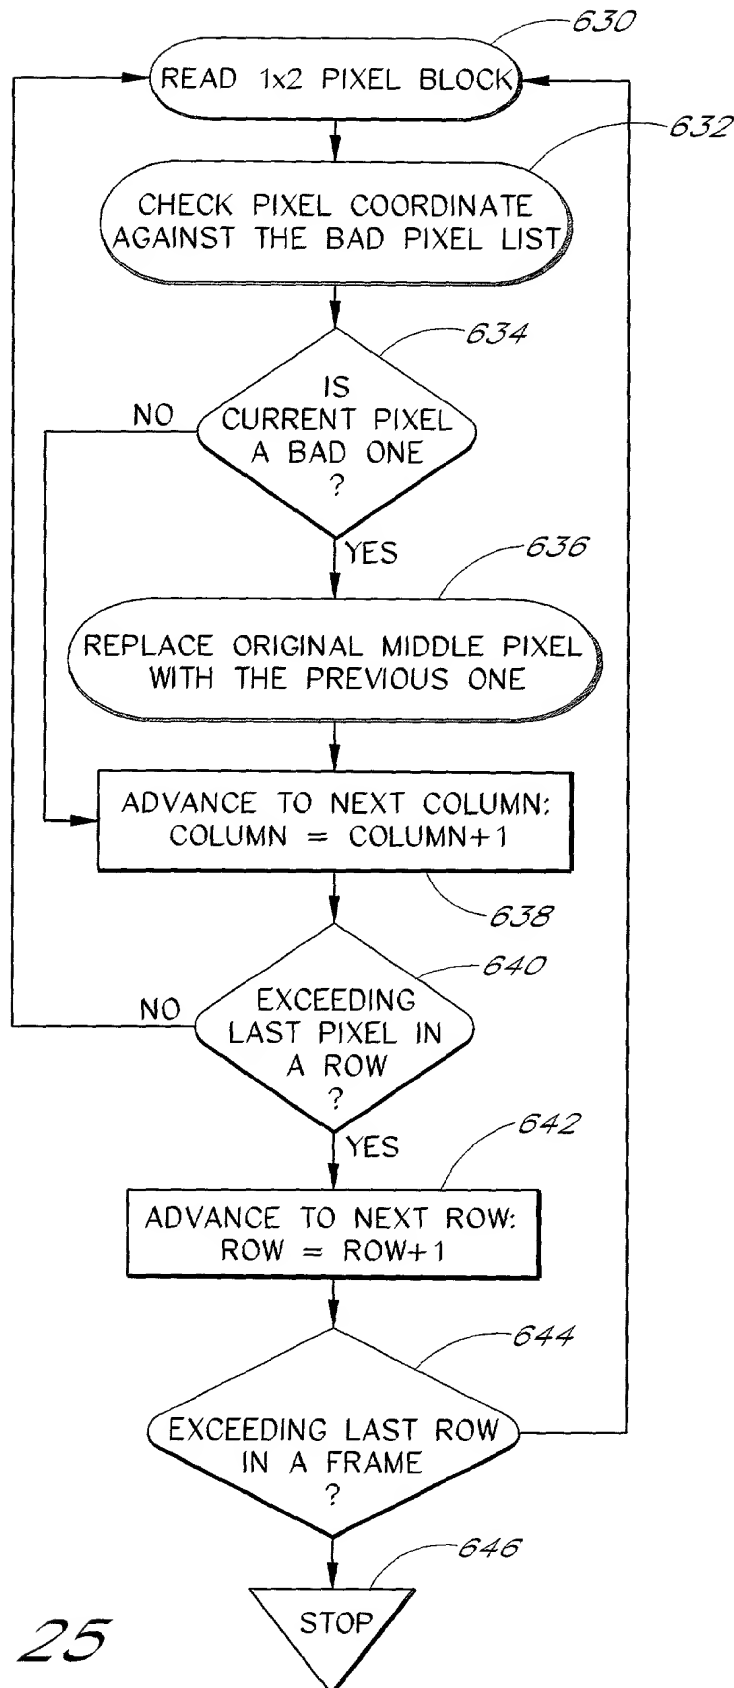 630
READ 1x2 PIXEL BLOCK
632
CHECK PIXEL COORDINATE
AGAINST THE BAD PIXEL LIST
634
IS
CURRENT PIXEL
A BAD ONE
?
NO
YES
636
REPLACE ORIGINAL MIDDLE PIXEL
WITH THE PREVIOUS ONE
ADVANCE TO NEXT COLUMN:
COLUMN = COLUMN+1
638
640
EXCEEDING
LAST PIXEL IN
A ROW
?
NO
YES
642
ADVANCE TO NEXT ROW:
ROW = ROW+1
644
EXCEEDING LAST ROW
IN A FRAME
?
646
STOP
25